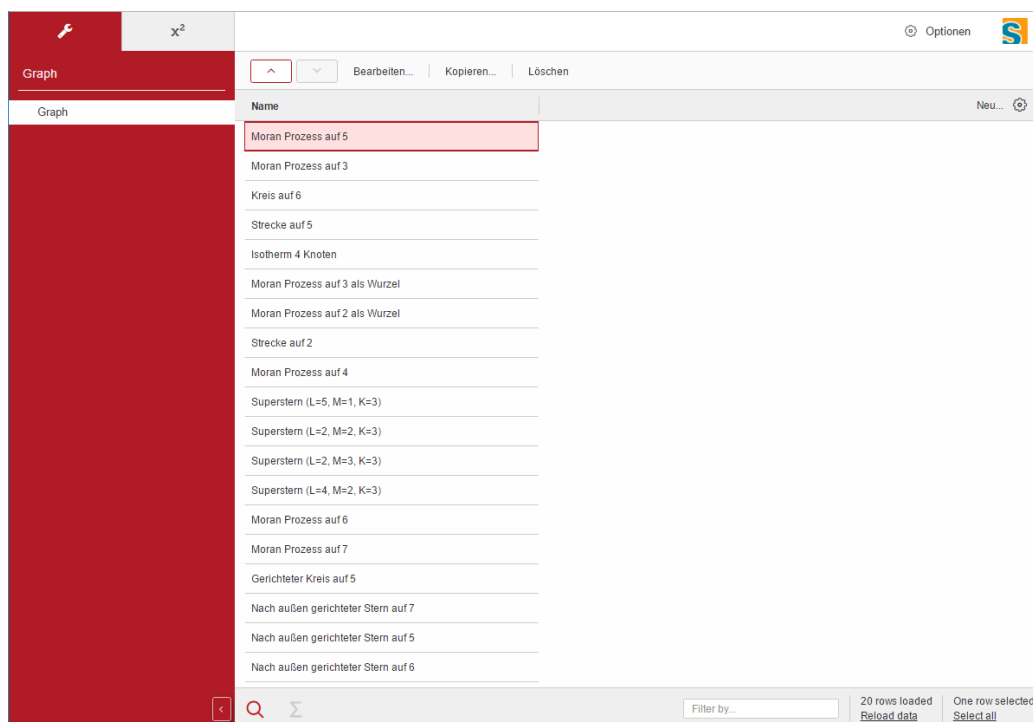 x²
Optionen
S
Graph
Bearbeiten... Kopieren... Löschen
Graph
Name
Neu...
Moran Prozess auf 5
Moran Prozess auf 3
Kreis auf 6
Strecke auf 5
Isotherm 4 Knoten
Moran Prozess auf 3 als Wurzel
Moran Prozess auf 2 als Wurzel
Strecke auf 2
Moran Prozess auf 4
Superstern (L=5, M=1, K=3)
Superstern (L=2, M=2, K=3)
Superstern (L=2, M=3, K=3)
Superstern (L=4, M=2, K=3)
Moran Prozess auf 6
Moran Prozess auf 7
Gerichteter Kreis auf 5
Nach außen gerichteter Stern auf 7
Nach außen gerichteter Stern auf 5
Nach außen gerichteter Stern auf 6
Σ
Filter by...
20 rows loaded
Reload data
One row selected
Select all